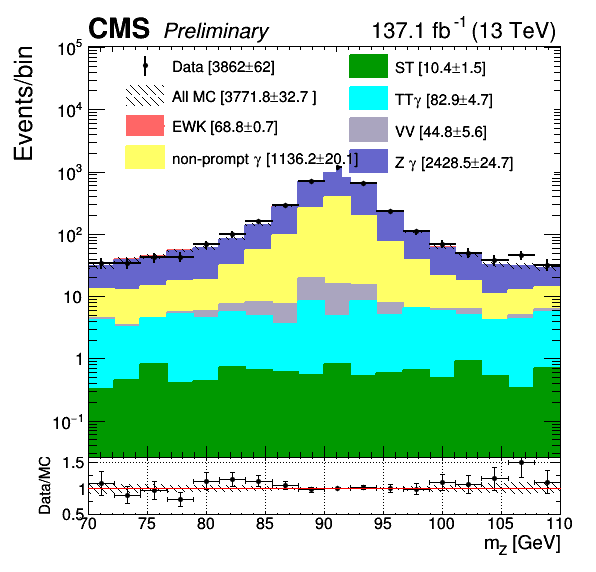 CMS Preliminary 137.1 fb⁻¹ (13 TeV)
Events/bin
10⁵
10⁴
10³
10²
10
1
10⁻¹
Data [3862±62]
All MC [3771.8±32.7 ]
EWK [68.8±0.7]
non-prompt γ [1136.2±20.1]
ST [10.4±1.5]
TTγ [82.9±4.7]
VV [44.8±5.6]
Z γ [2428.5±24.7]
Data/MC
1.5
1
0.5
70 75 80 85 90 95 100 105 110
m_Z [GeV]